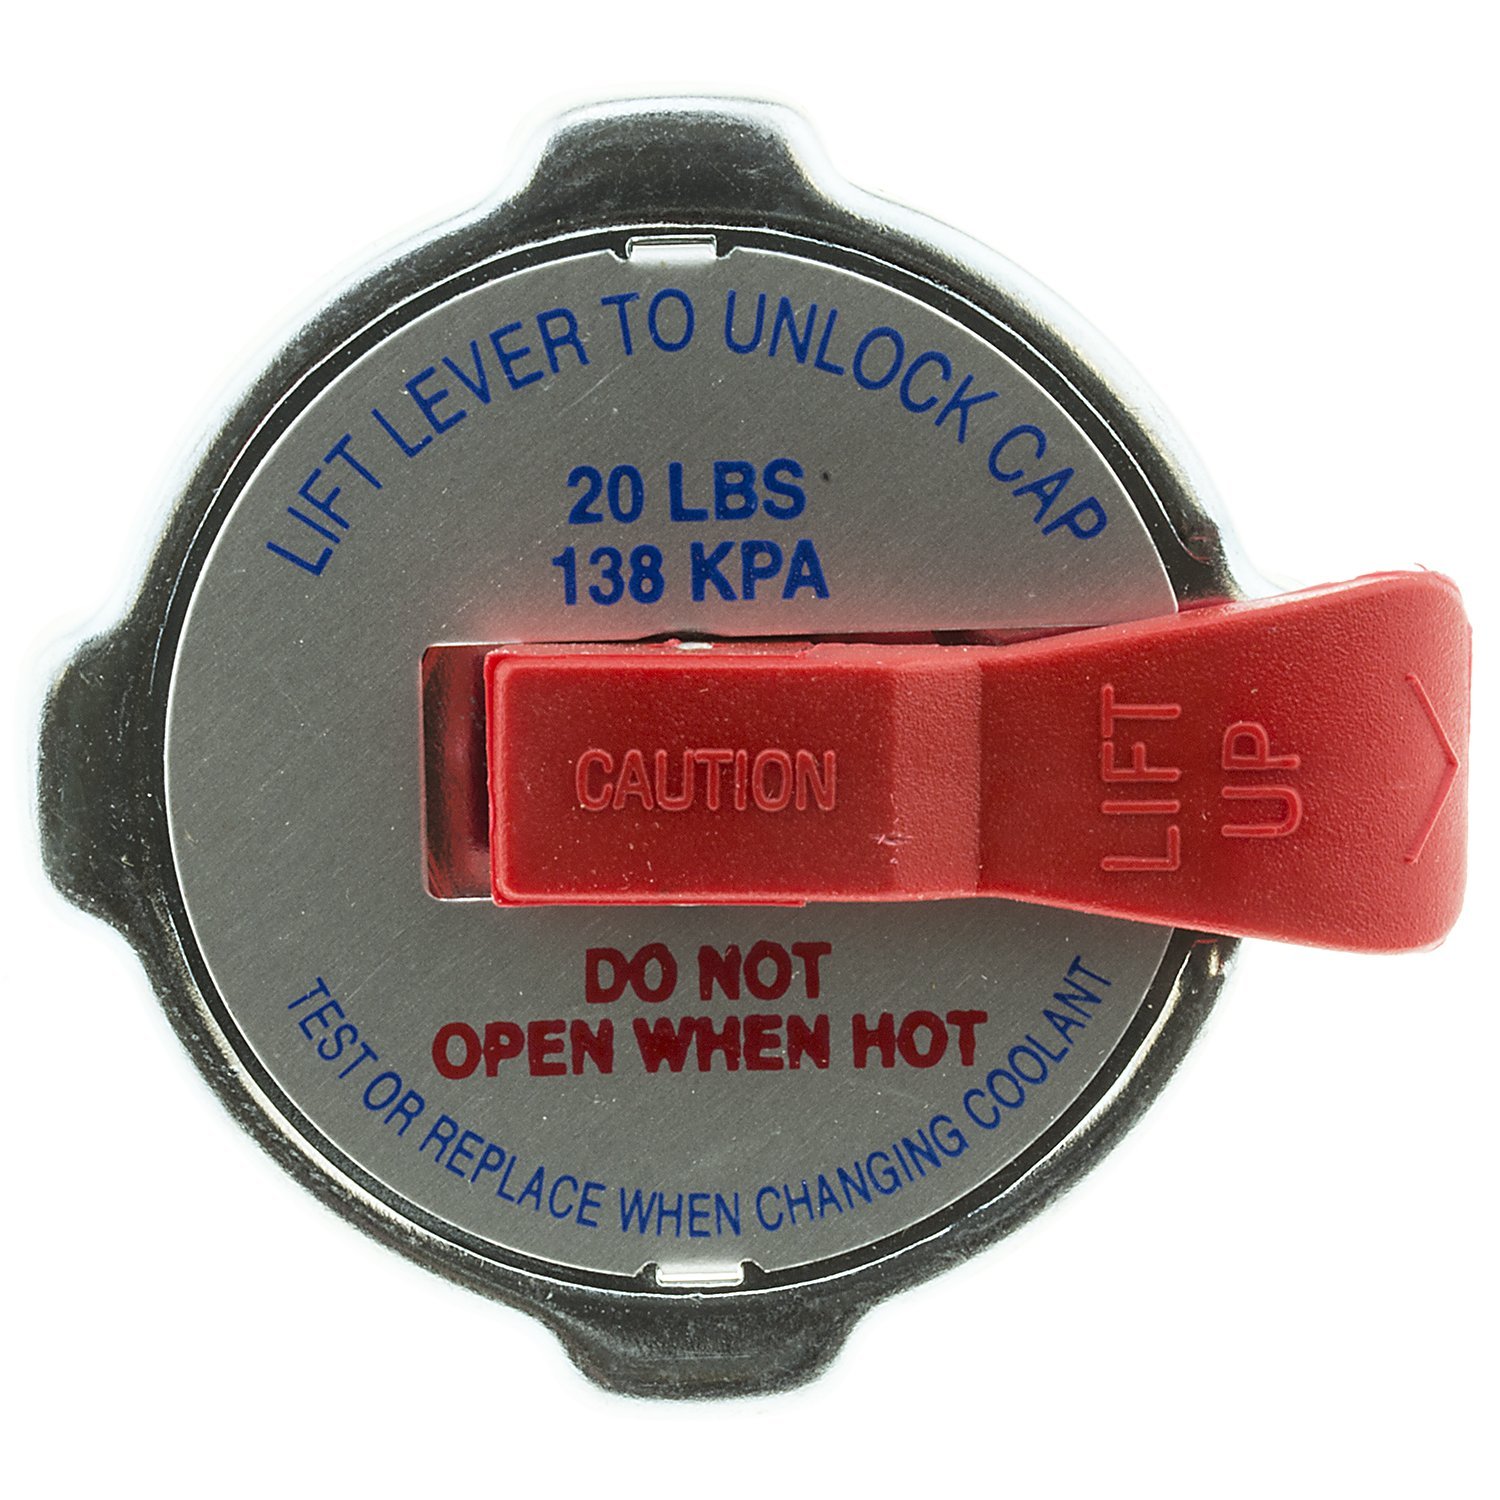 LIFT LEVER TO UNLOCK CAP
20 LBS
138 KPA
CAUTION
LIFT
UP
DO NOT
OPEN WHEN HOT
TEST OR REPLACE WHEN CHANGING COOLANT